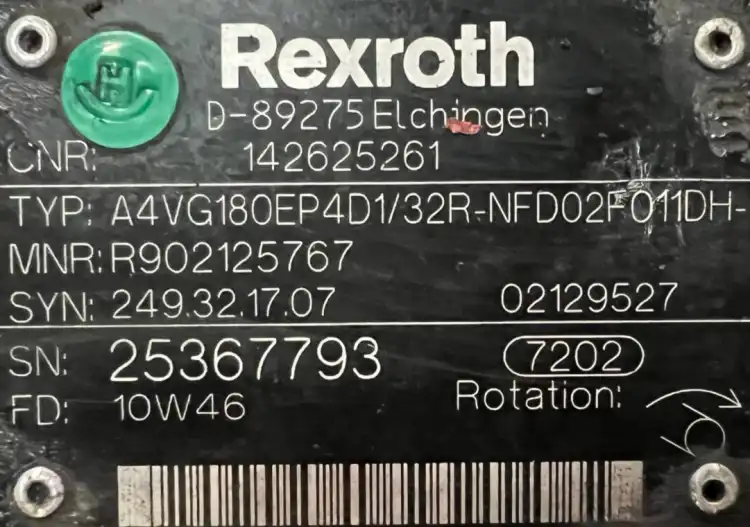 Rexroth
D-89275 Elchingen
CNR: 142625261
TYP: A4VG180EP4D1/32R-NFD02F011DH-
MNR: R902125767
SYN: 249.32.17.07 02129527
SN: 25367793 7202
FD: 10W46 Rotation: